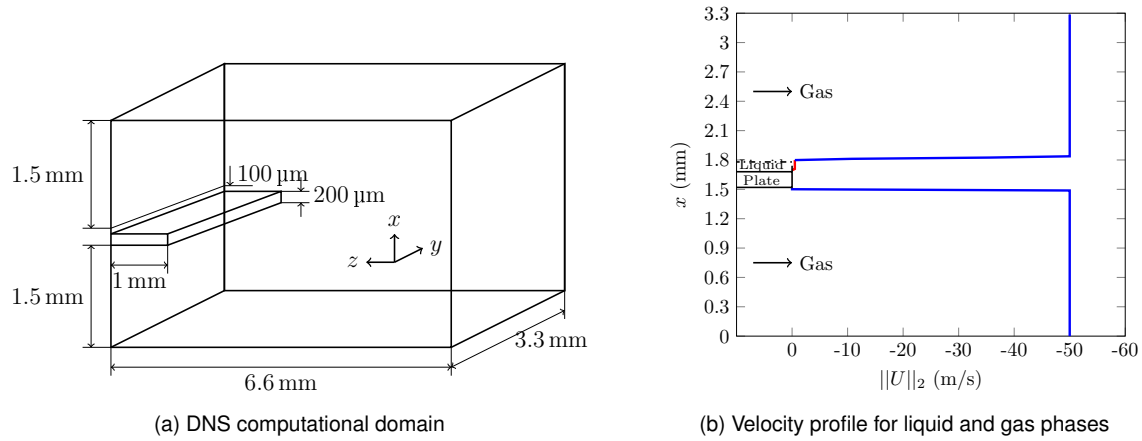 1.5 mm
100 µm
200 µm
x
y
z
1 mm
1.5 mm
3.3 mm
6.6 mm
(a) DNS computational domain
3.3
3
2.7
2.4
2.1
1.8
1.5
1.2
0.9
0.6
0.3
0
x (mm)
Gas
Liquid
Plate
Gas
0 -10 -20 -30 -40 -50 -60
||U||₂ (m/s)
(b) Velocity profile for liquid and gas phases